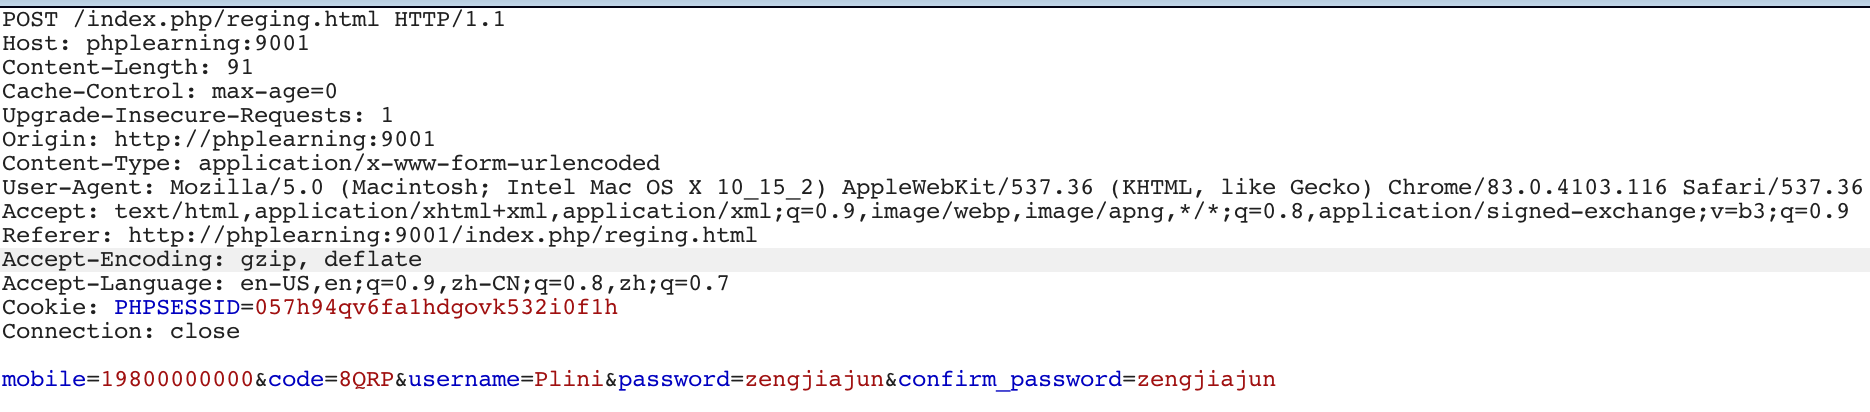 POST /index.php/reging.html HTTP/1.1
Host: phplearning:9001
Content-Length: 91
Cache-Control: max-age=0
Upgrade-Insecure-Requests: 1
Origin: http://phplearning:9001
Content-Type: application/x-www-form-urlencoded
User-Agent: Mozilla/5.0 (Macintosh; Intel Mac OS X 10_15_2) AppleWebKit/537.36 (KHTML, like Gecko) Chrome/83.0.4103.116 Safari/537.36
Accept: text/html,application/xhtml+xml,application/xml;q=0.9,image/webp,image/apng,*/*;q=0.8,application/signed-exchange;v=b3;q=0.9
Referer: http://phplearning:9001/index.php/reging.html
Accept-Encoding: gzip, deflate
Accept-Language: en-US,en;q=0.9,zh-CN;q=0.8,zh;q=0.7
Cookie: PHPSESSID=057h94qv6fa1hdgovk532i0f1h
Connection: close
mobile=19800000000&code=8QRP&username=Plini&password=zengjiajun&confirm_password=zengjiajun